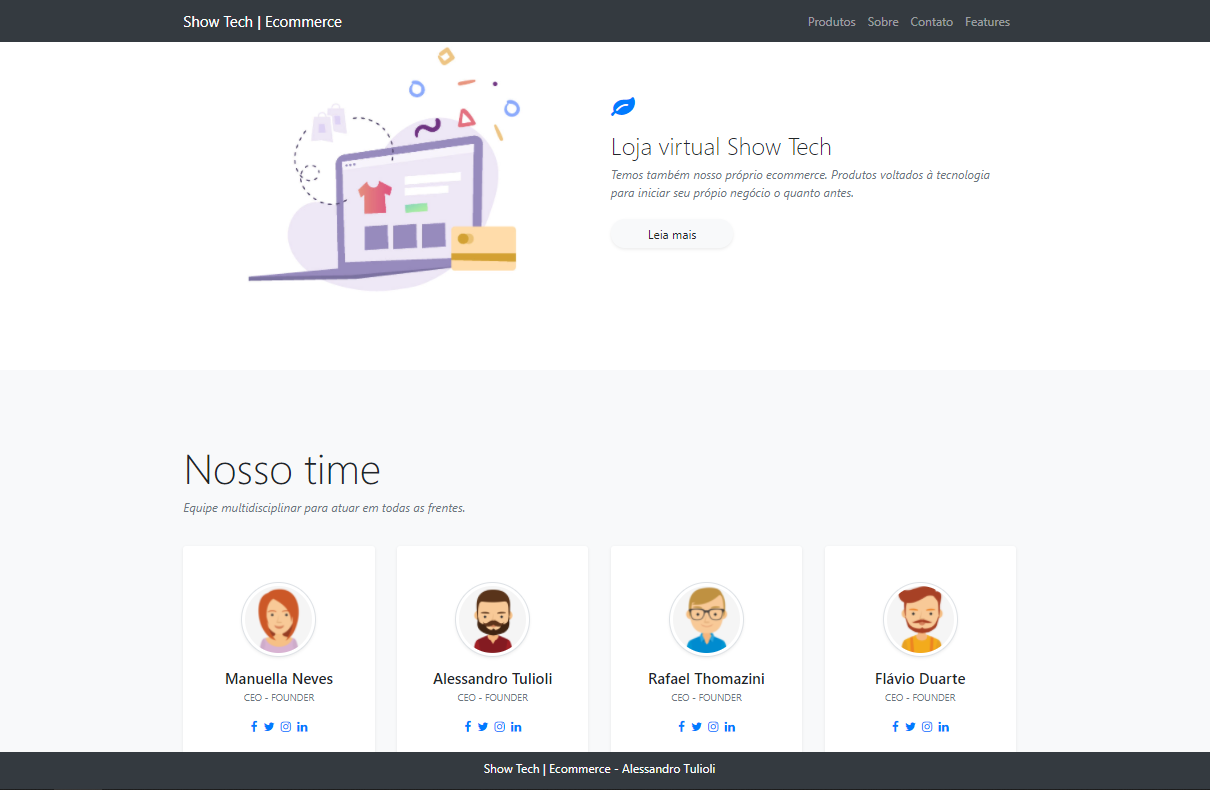 Show Tech | Ecommerce
Produtos Sobre Contato Features
Loja virtual Show Tech
Temos também nosso próprio ecommerce. Produtos voltados à tecnologia
para iniciar seu própio negócio o quanto antes.
Leia mais
Nosso time
Equipe multidisciplinar para atuar em todas as frentes.
Manuella Neves
CEO - FOUNDER
Alessandro Tulioli
CEO - FOUNDER
Rafael Thomazini
CEO - FOUNDER
Flávio Duarte
CEO - FOUNDER
Show Tech | Ecommerce - Alessandro Tulioli